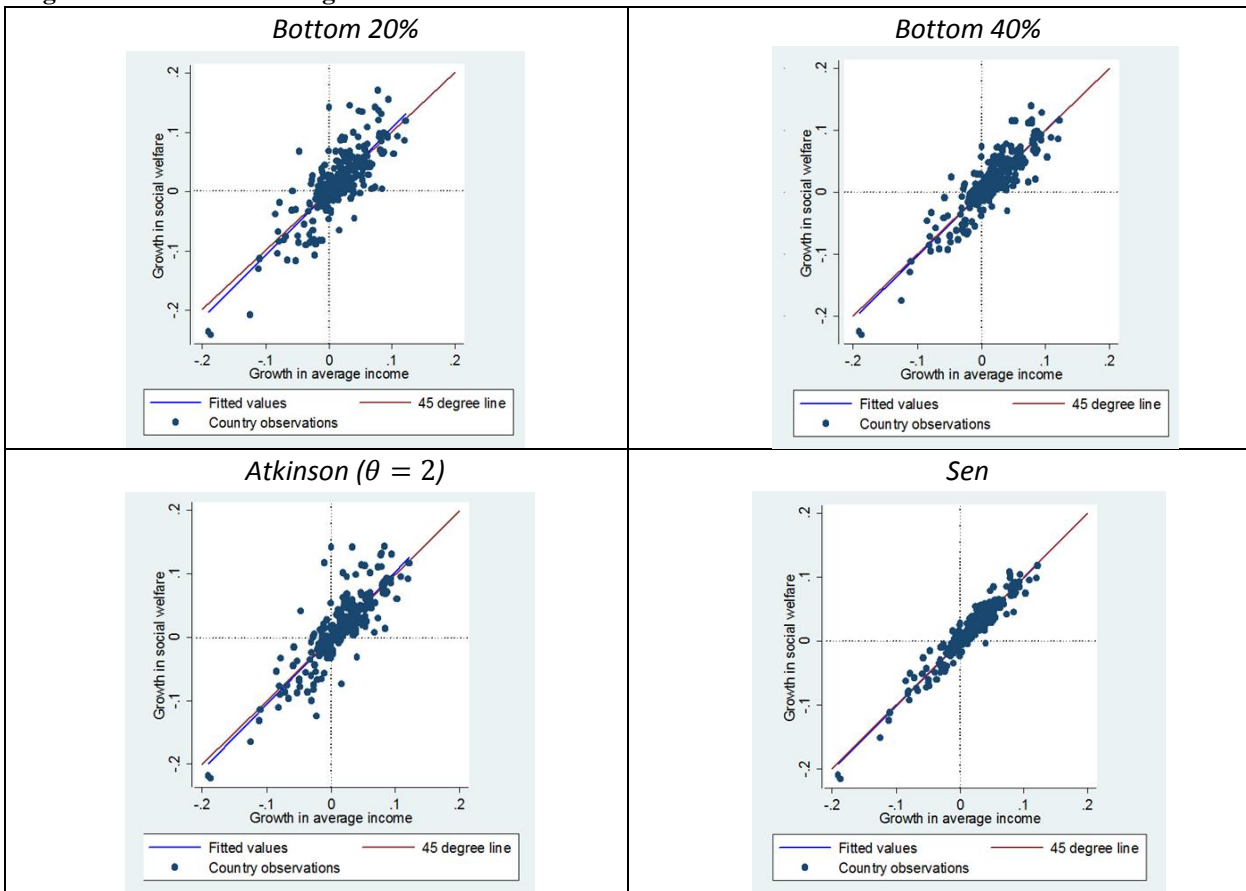 Bottom 20%
.2
.1
0
-.1
-.2
Growth in social welfare
-.2 -.1 0 .1 .2
Growth in average income
Fitted values 45 degree line
Country observations
Bottom 40%
.2
.1
0
-.1
-.2
Growth in social welfare
-.2 -.1 0 .1 .2
Growth in average income
Fitted values 45 degree line
Country observations
Atkinson (θ = 2)
.2
.1
0
-.1
-.2
Growth in social welfare
-.2 -.1 0 .1 .2
Growth in average income
Fitted values 45 degree line
Country observations
Sen
.2
.1
0
-.1
-.2
Growth in social welfare
-.2 -.1 0 .1 .2
Growth in average income
Fitted values 45 degree line
Country observations